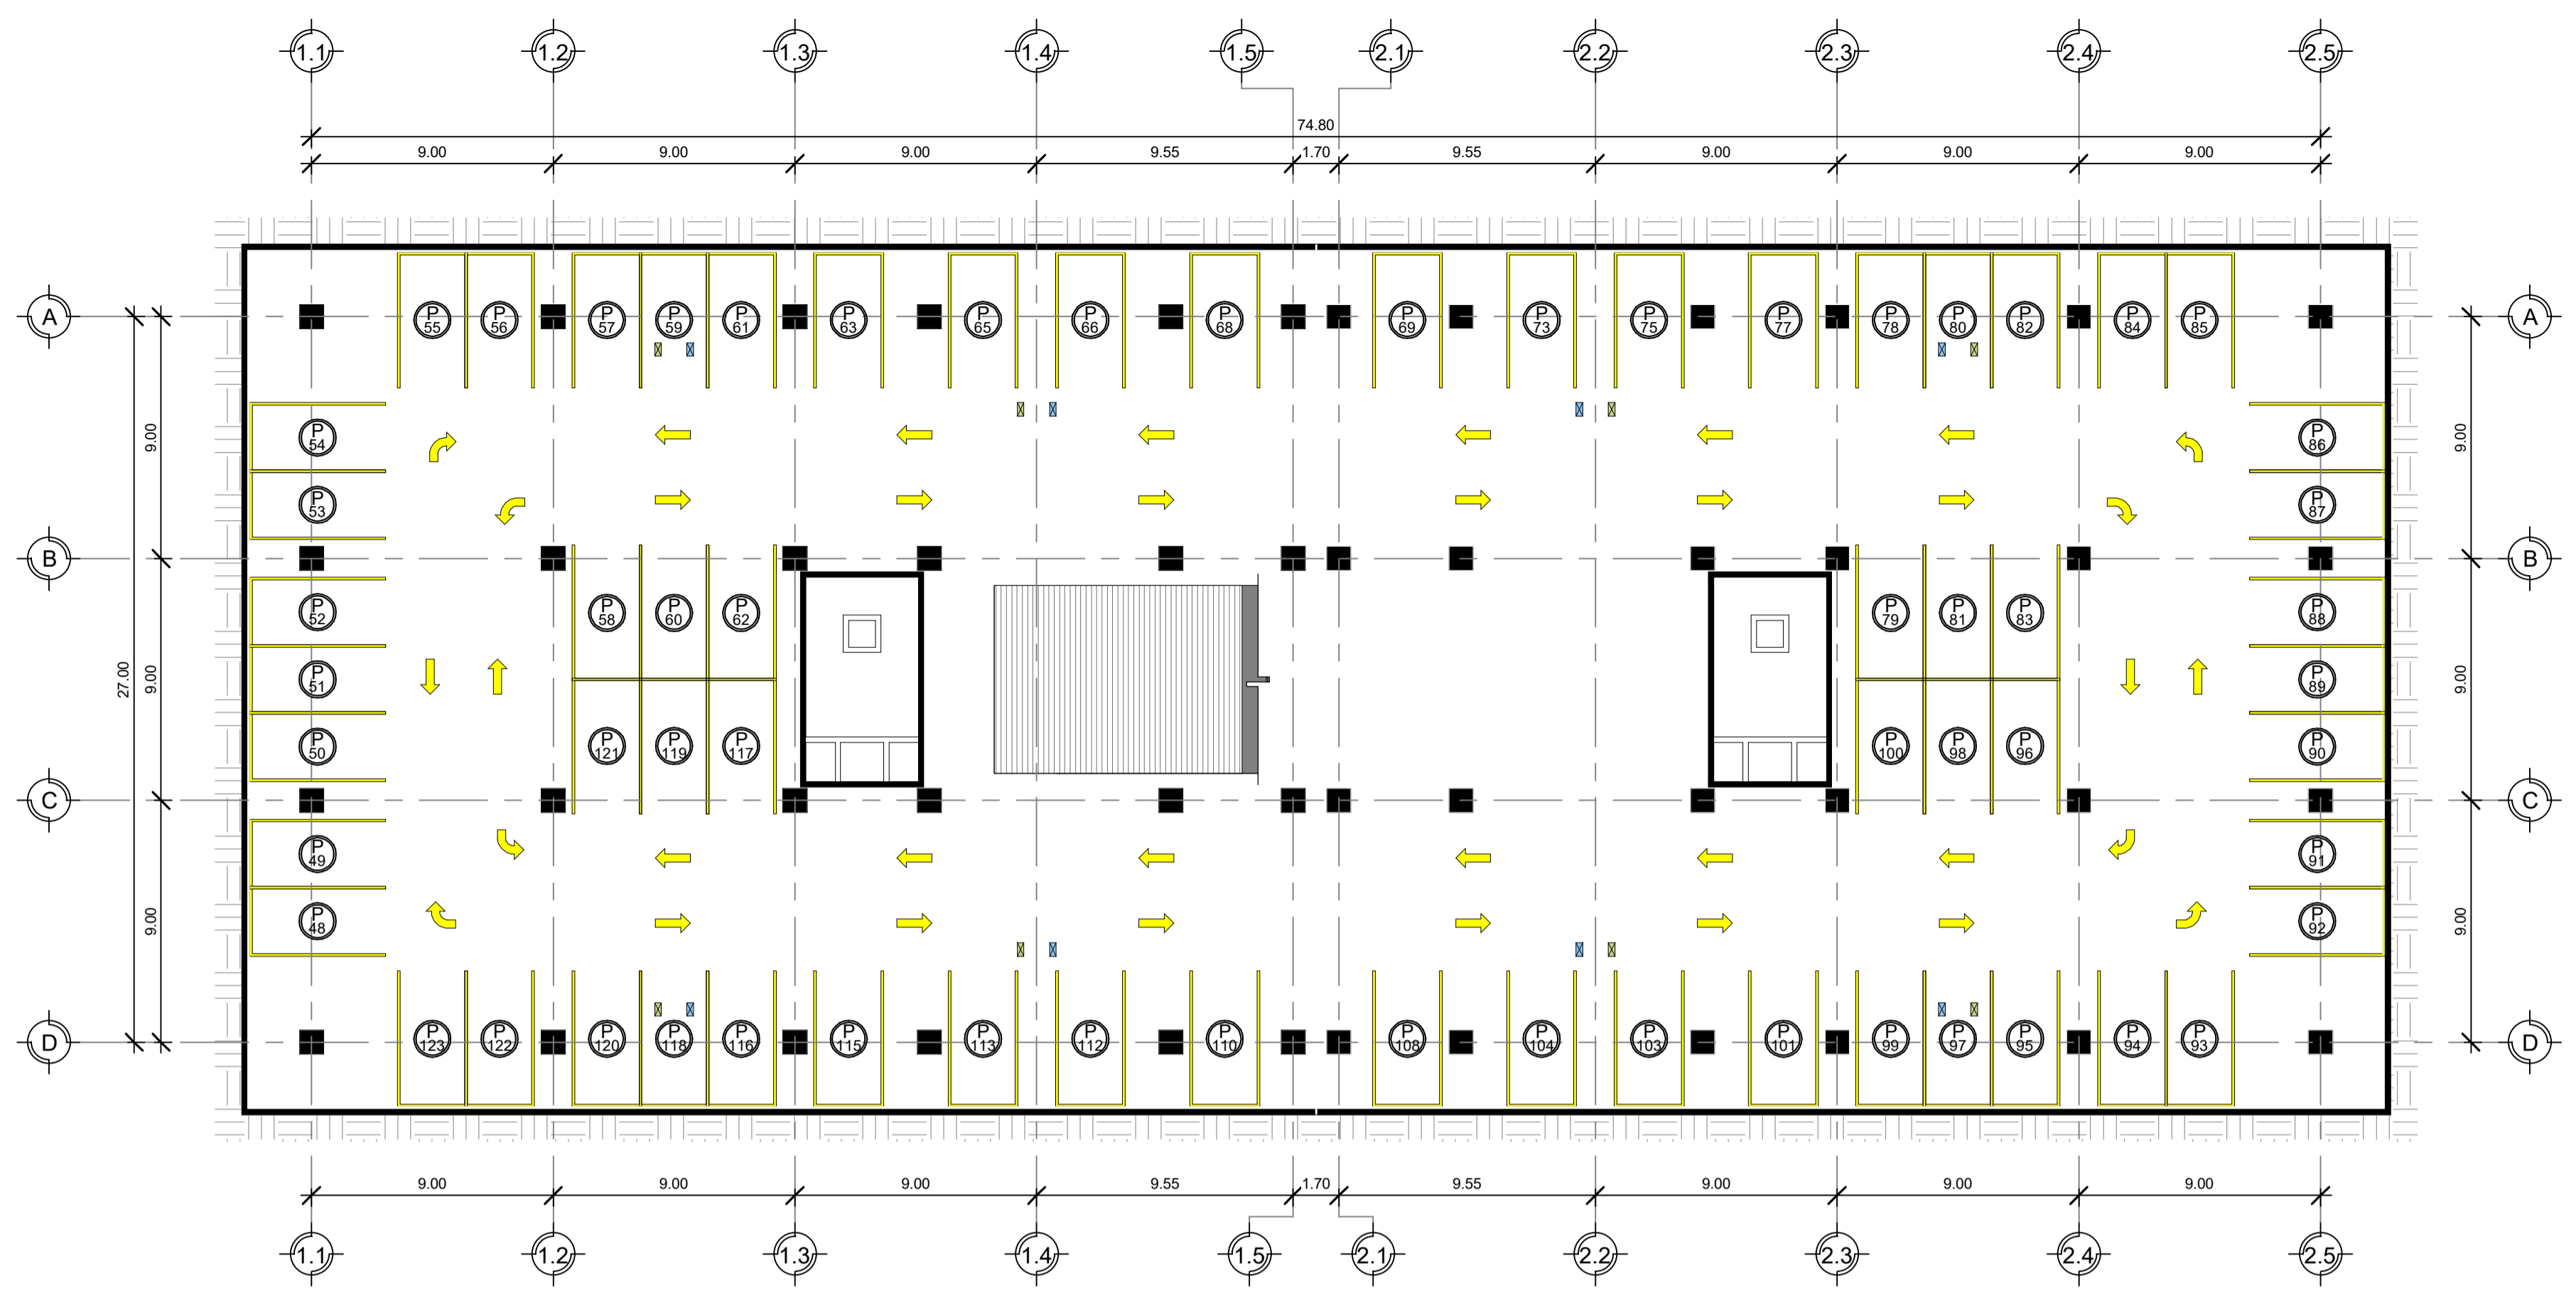 1.1 1.2 1.3 1.4 1.5 2.1 2.2 2.3 2.4 2.5
74.80
9.00 9.00 9.00 9.55 1.70 9.55 9.00 9.00 9.00
A P 55 P 56 P 57 P 59 P 61 P 63 P 65 P 66 P 68 P 69 P 73 P 75 P 77 P 78 P 80 P 82 P 84 P 85 A
9.00 P 54 P 86 9.00
P 53 P 87
B B
P 52 P 58 P 60 P 62 P 79 P 81 P 83 P 88
27.00 9.00 P 51 P 89 9.00
P 50 P 121 P 119 P 117 P 100 P 98 P 96 P 90
C C
P 49 P 91
9.00 P 48 P 92 9.00
D P 123 P 122 P 120 P 118 P 116 P 115 P 113 P 112 P 110 P 108 P 104 P 103 P 101 P 99 P 97 P 95 P 94 P 93 D
9.00 9.00 9.00 9.55 1.70 9.55 9.00 9.00 9.00
1.1 1.2 1.3 1.4 1.5 2.1 2.2 2.3 2.4 2.5